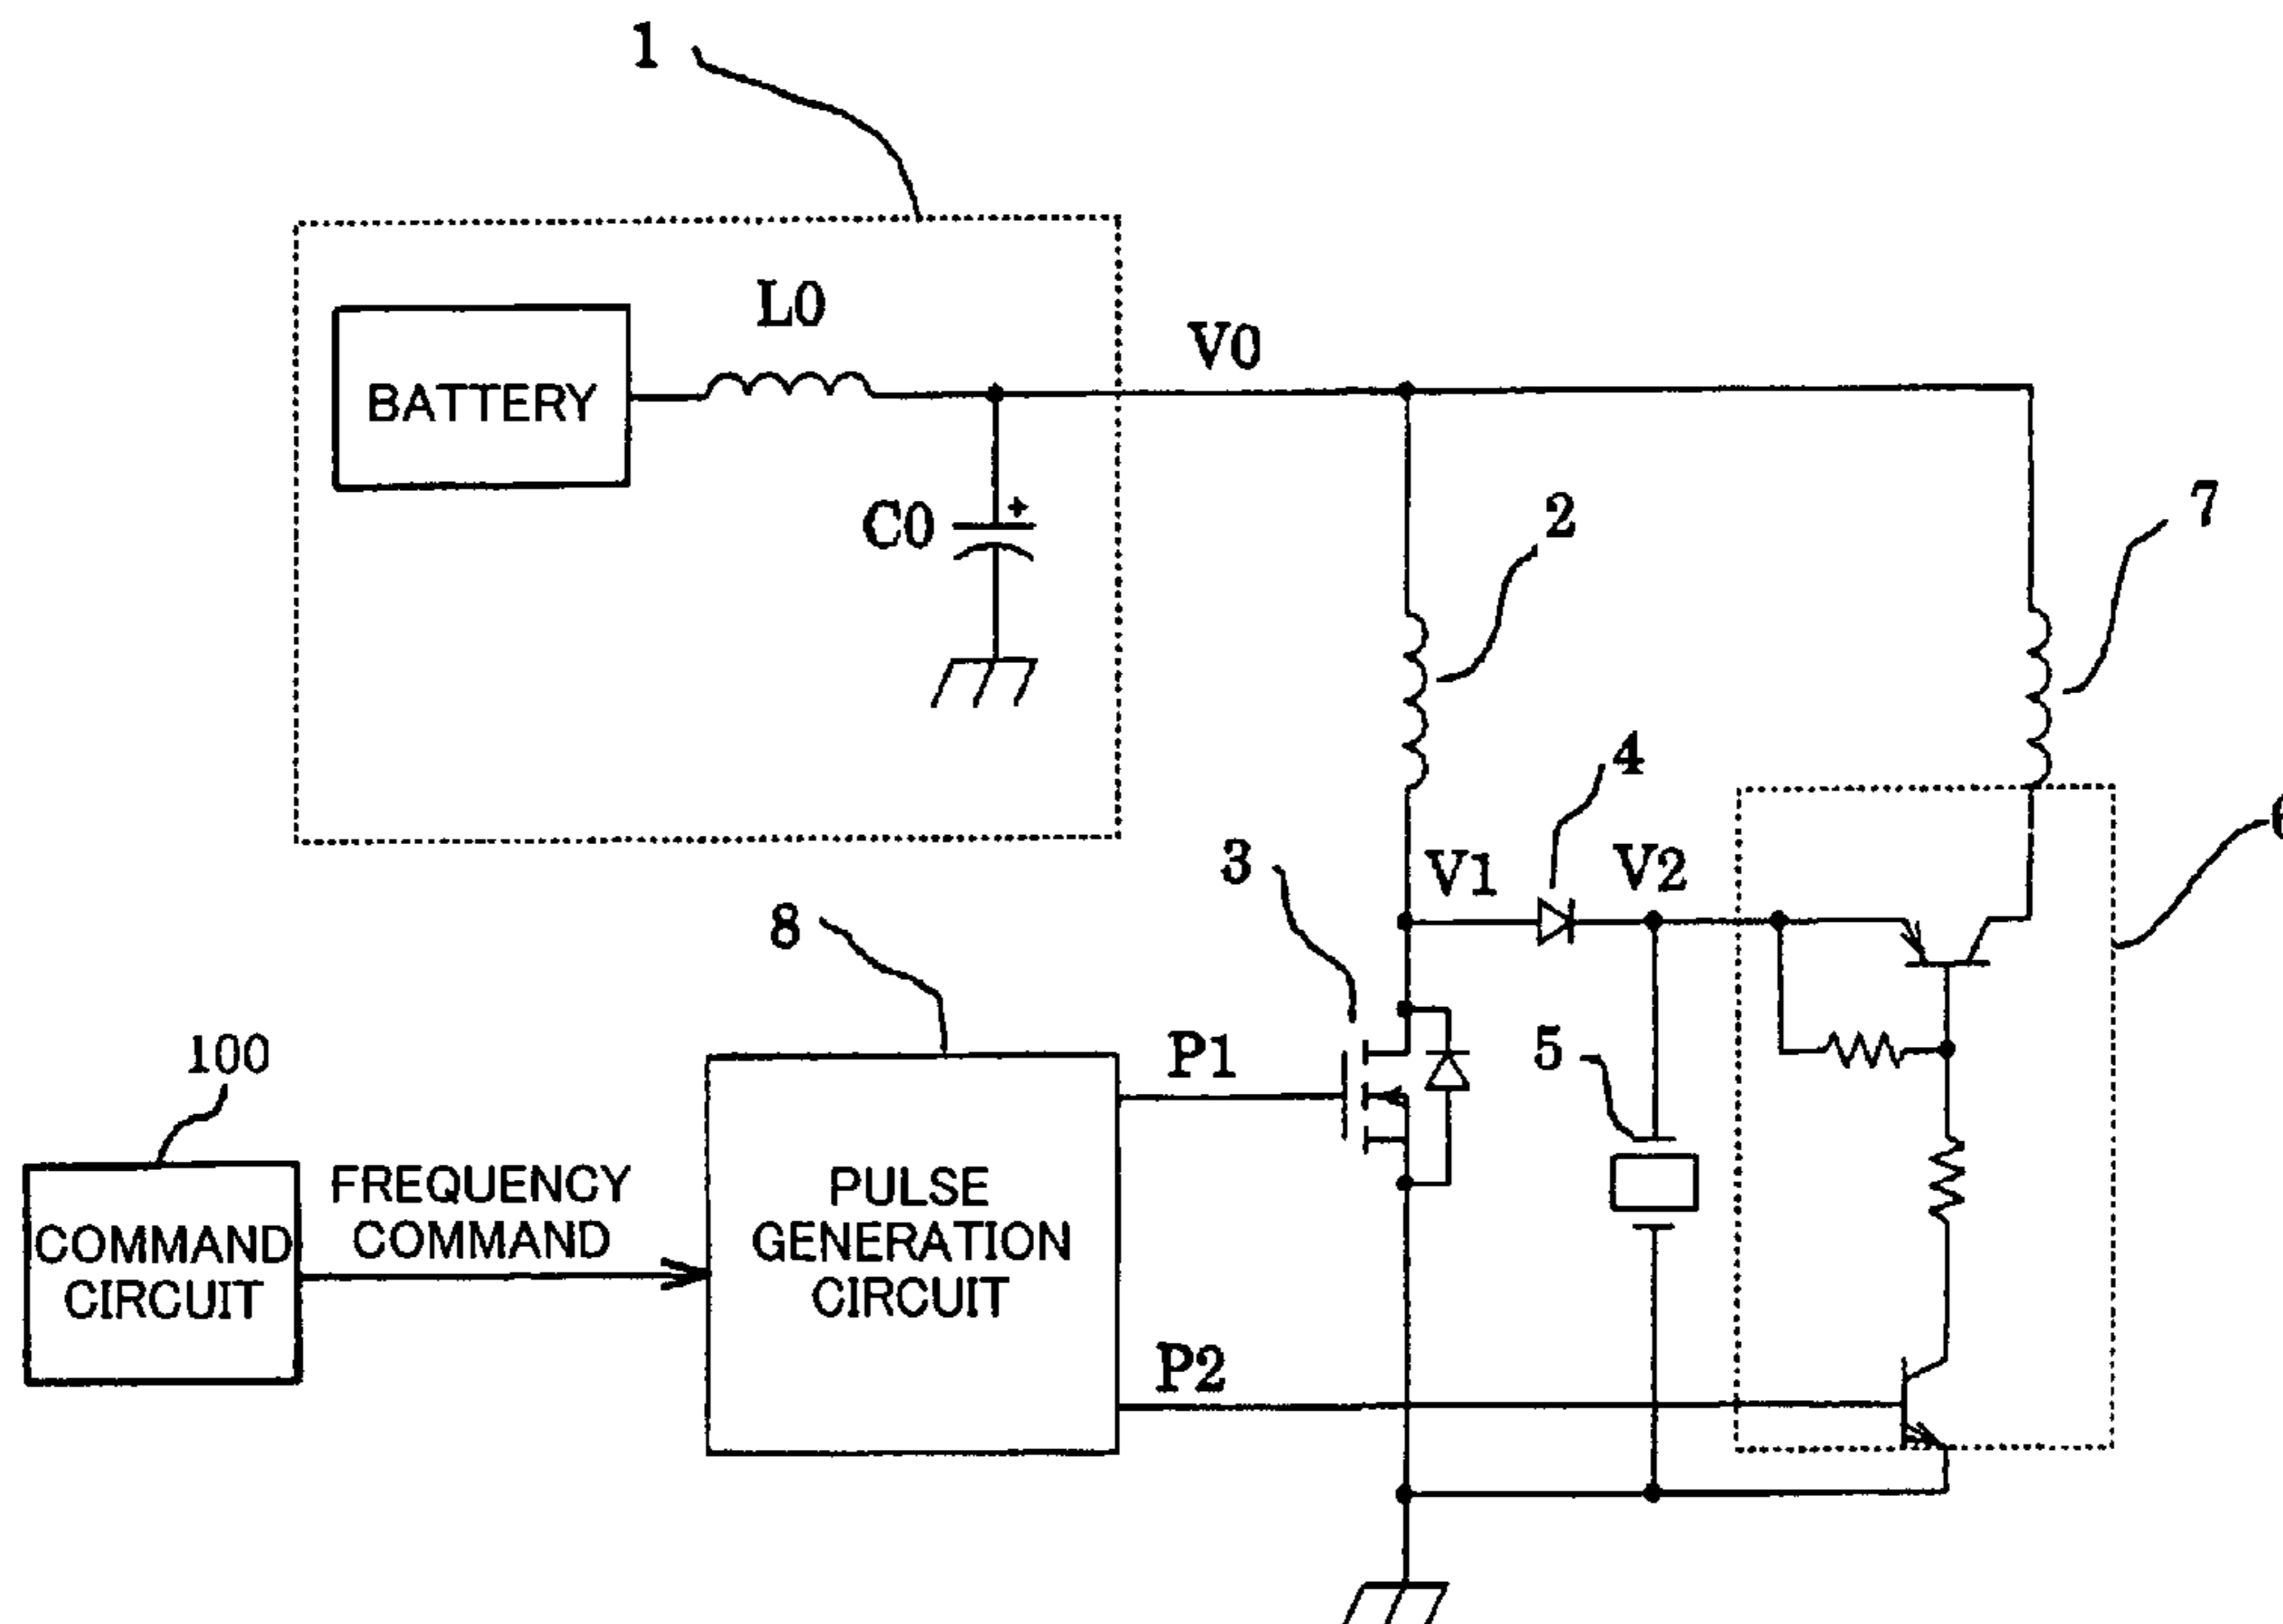 1
L0
V0
BATTERY
C0
+
2
7
4
3
V1
V2
6
8
5
100
P1
FREQUENCY
COMMAND
PULSE
GENERATION
CIRCUIT
COMMAND
CIRCUIT
P2